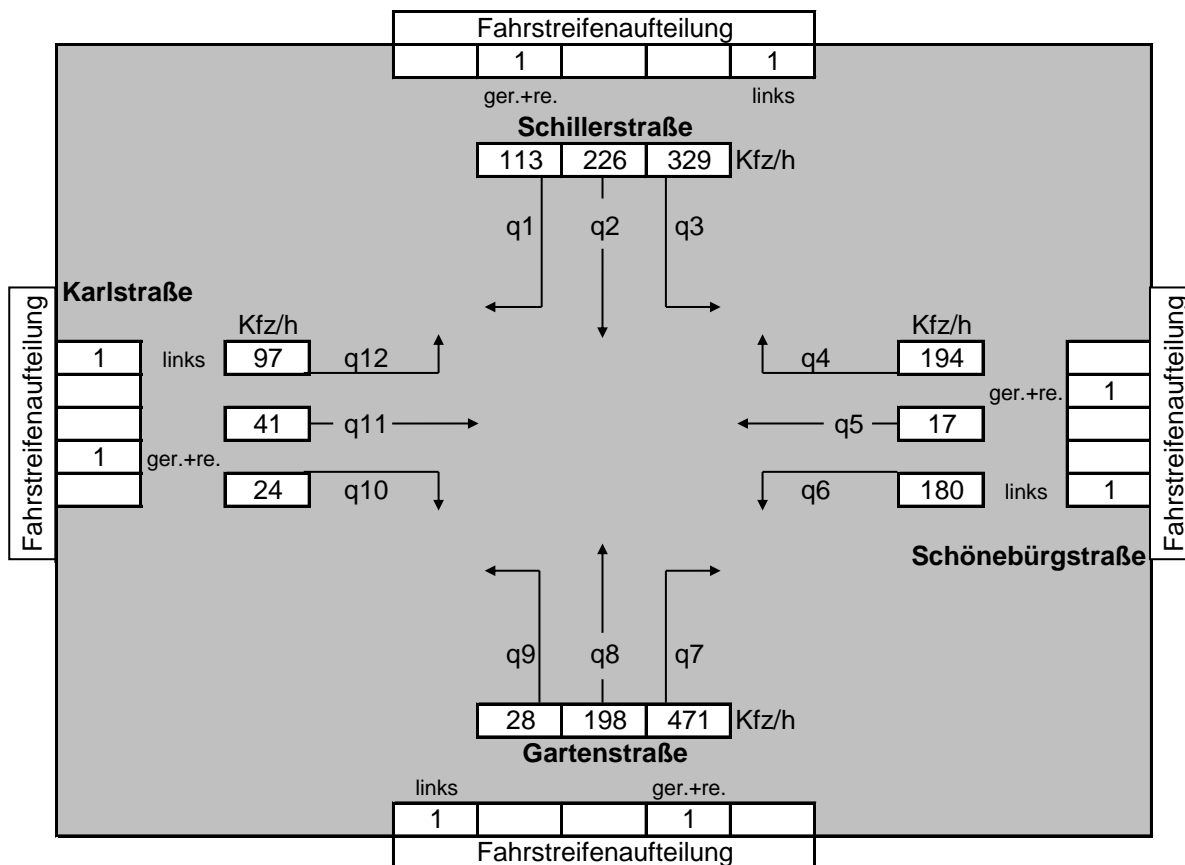 Fahrstreifenaufteilung
1 1
ger.+re. links
Schillerstraße
113 226 329 Kfz/h
q1 q2 q3
Fahrstreifenaufteilung
Karlstraße
Kfz/h
1 links 97 q12
41 q11
1 ger.+re.
24 q10
Kfz/h
q4 194
ger.+re. 1
q5 17
q6 180 links 1
Schönebürgstraße
Fahrstreifenaufteilung
q9 q8 q7
28 198 471 Kfz/h
Gartenstraße
links ger.+re.
1 1
Fahrstreifenaufteilung